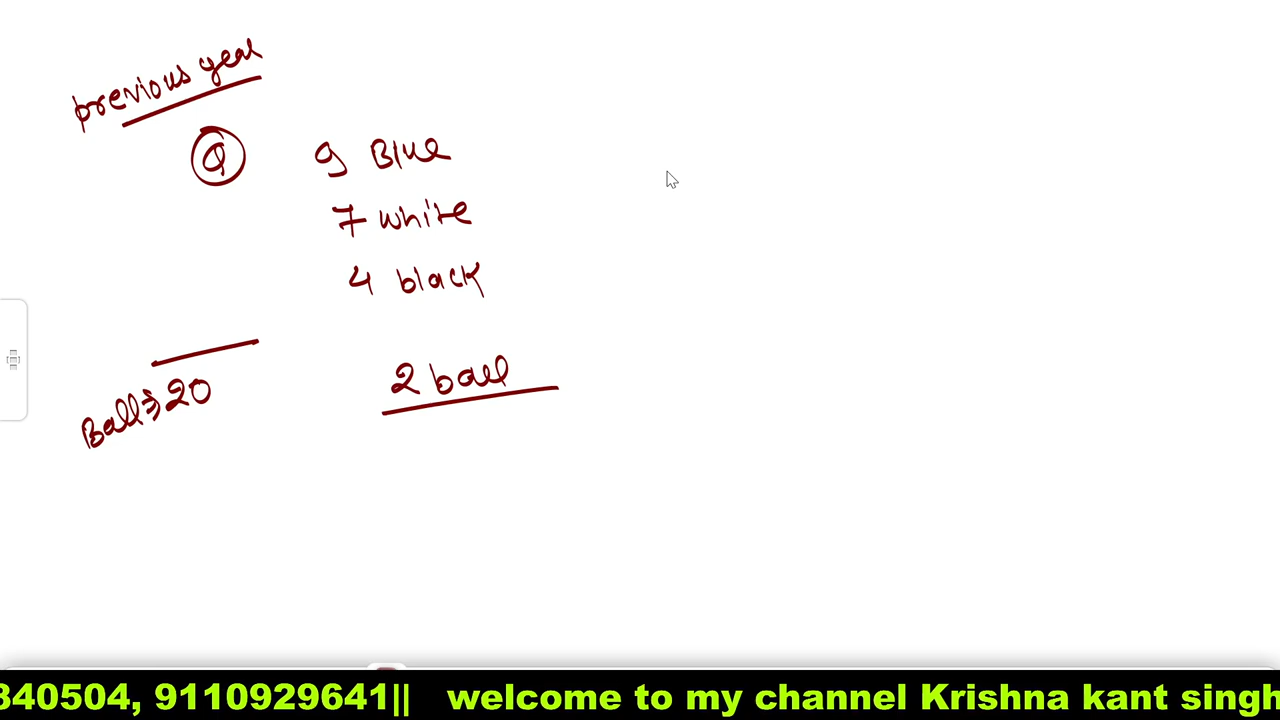 previous year
Q 9 Blue
7 white
4 black
Ball ⇒ 20
2 ball
840504, 9110929641|| welcome to my channel Krishna kant singh